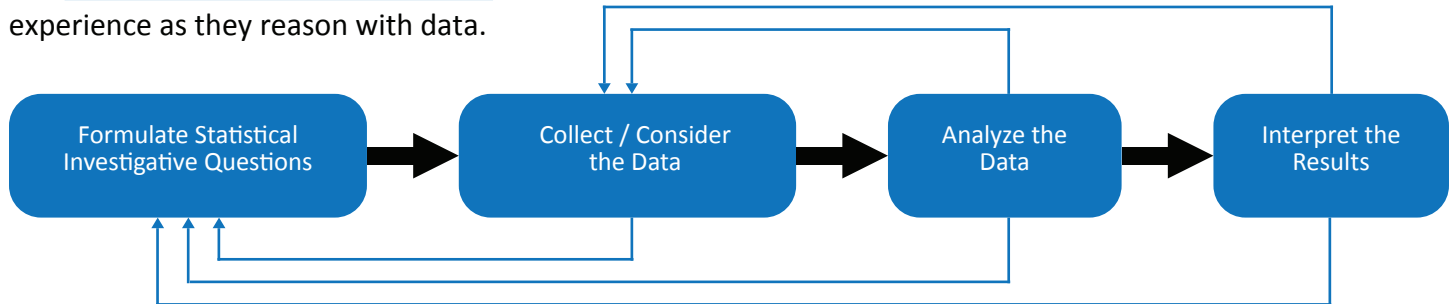 experience as they reason with data.
Formulate Statistical
Investigative Questions
Collect / Consider
the Data
Analyze the
Data
Interpret the
Results